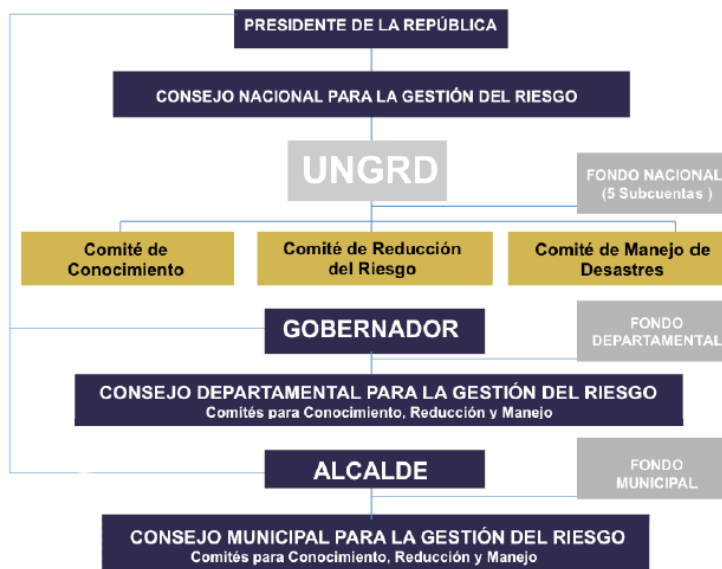 PRESIDENTE DE LA REPÚBLICA
CONSEJO NACIONAL PARA LA GESTIÓN DEL RIESGO
UNGRD
FONDO NACIONAL
(5 Subcuentas )
Comité de
Conocimiento
Comité de Reducción
del Riesgo
Comité de Manejo de
Desastres
GOBERNADOR
FONDO
DEPARTAMENTAL
CONSEJO DEPARTAMENTAL PARA LA GESTIÓN DEL RIESGO
Comités para Conocimiento, Reducción y Manejo
ALCALDE
FONDO
MUNICIPAL
CONSEJO MUNICIPAL PARA LA GESTIÓN DEL RIESGO
Comités para Conocimiento, Reducción y Manejo